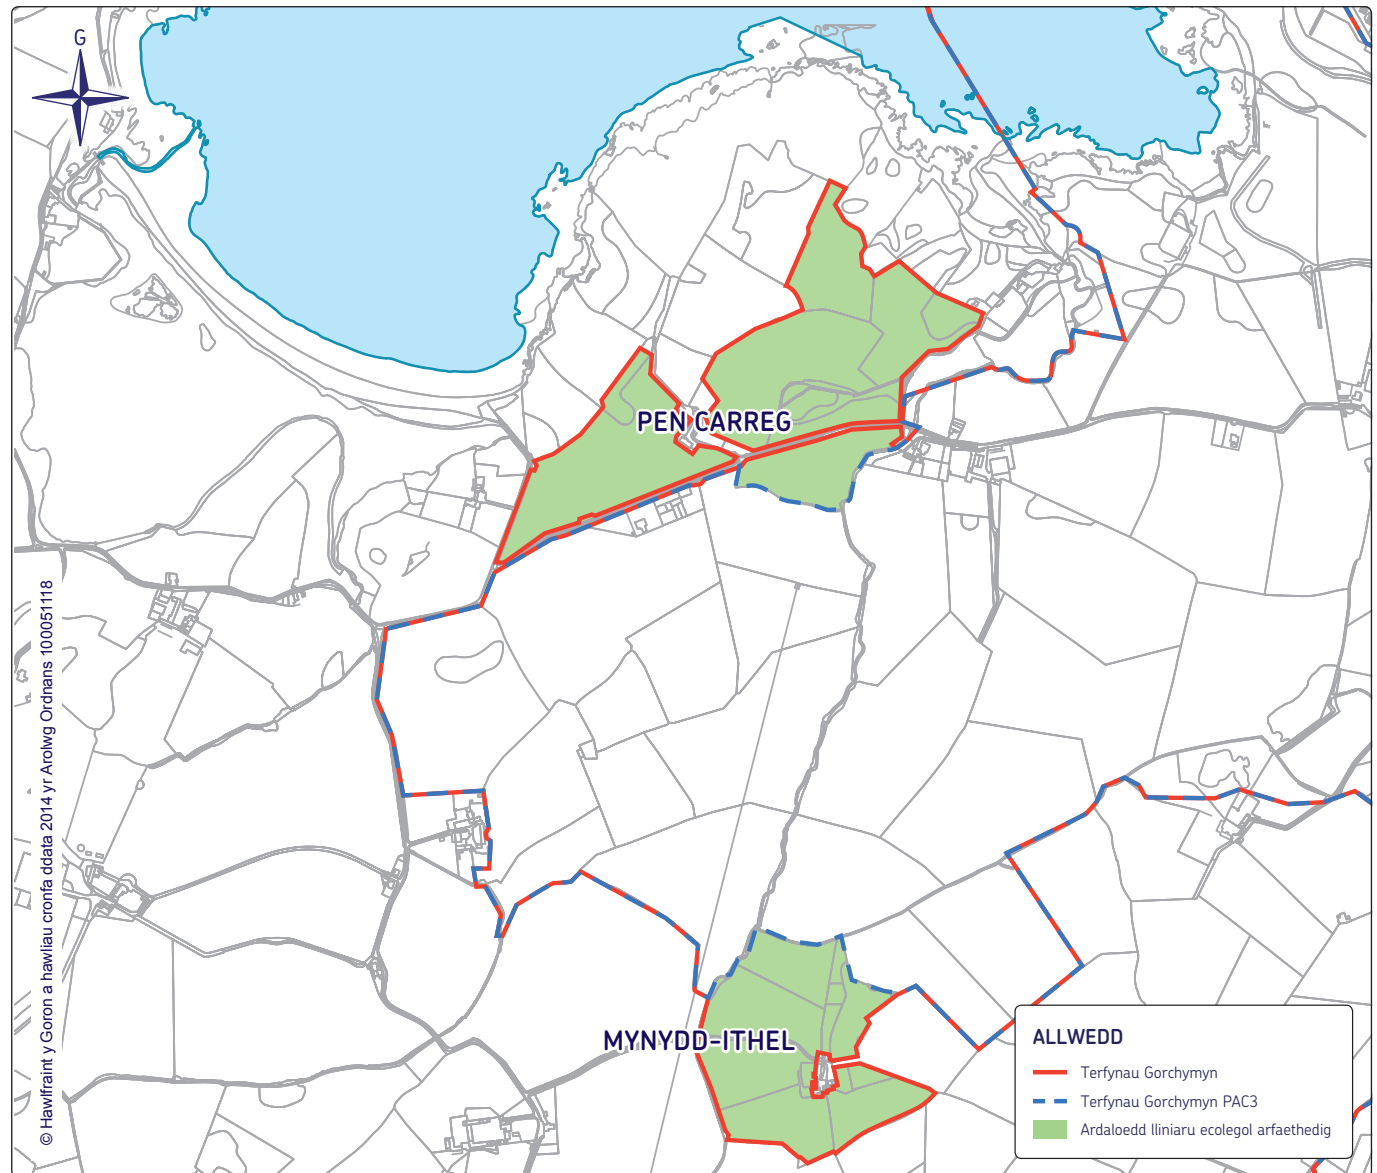 G
PEN CARREG
MYNYDD-ITHEL
ALLWEDD
Terfynau Gorchymyn
Terfynau Gorchymyn PAC3
Ardaloedd lliniaru ecolegol arfaethedig
© Hawlfraint y Goron a hawliau cronfa ddata 2014 yr Arolwg Ordnans 100051118